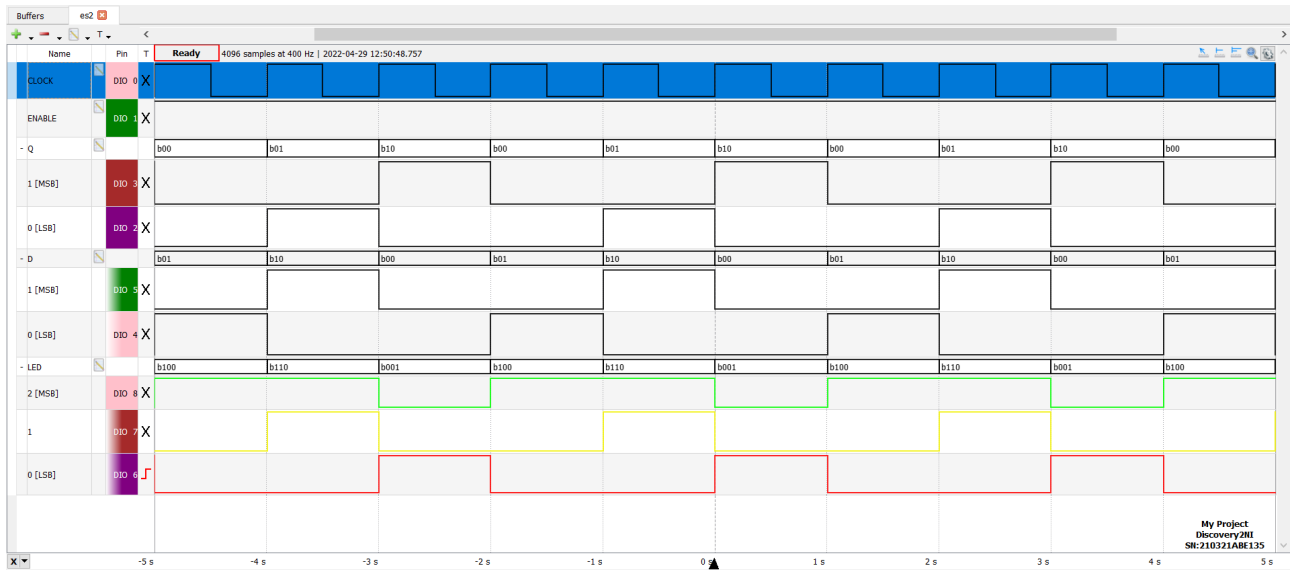 Buffers es2
T
Name Pin T Ready 4096 samples at 400 Hz | 2022-04-29 12:50:48.757
CLOCK DIO 0 X
ENABLE DIO 1 X
- Q b00 b01 b10 b00 b01 b10 b00 b01 b10 b00
1 [MSB] DIO 3 X
0 [LSB] DIO 2 X
- D b01 b10 b00 b01 b10 b00 b01 b10 b00 b01
1 [MSB] DIO 5 X
0 [LSB] DIO 4 X
- LED b100 b110 b001 b100 b110 b001 b100 b110 b001 b100
2 [MSB] DIO 8 X
1 DIO 7 X
0 [LSB] DIO 6
My Project
Discovery2NI
SN:210321ABE135
X -5 s -4 s -3 s -2 s -1 s 0 s 1 s 2 s 3 s 4 s 5 s